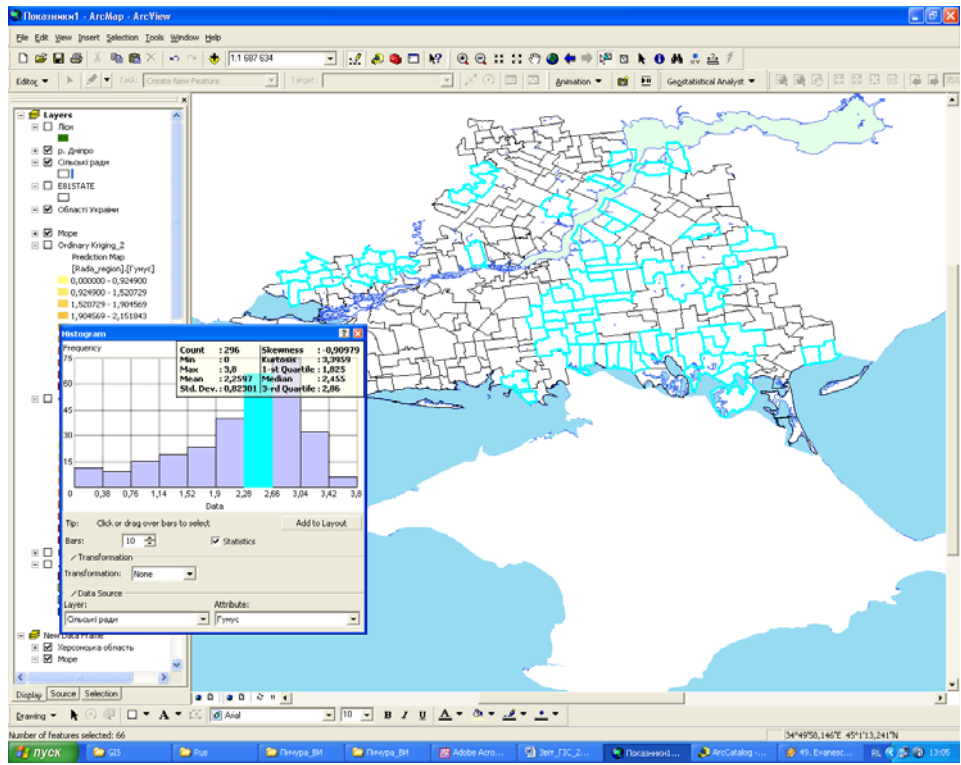 Показники1 - ArcMap - ArcView
File Edit View Insert Selection Tools Window Help
1:1 687 634
Editor Task: Create New Feature Target: Animation Geostatistical Analyst
Layers
Ліси
р. Дніпро
Сільські ради
E81STATE
Області України
Море
Ordinary Kriging_2
Prediction Map
[Rada_region].[Гумус]
0,000000 - 0,924900
0,924900 - 1,520729
1,520729 - 1,904569
1,904569 - 2,151843
Histogram
Frequency
Count : 296 Skewness : -0,90979
Min : 0 Kurtosis : 3,3959
Max : 3,8 1-st Quartile : 1,825
Mean : 2,2597 Median : 2,455
Std. Dev. : 0,82301 3-rd Quartile : 2,86
75
60
45
30
15
0 0,38 0,76 1,14 1,52 1,9 2,28 2,66 3,04 3,42 3,8
Data
Tip: Click or drag over bars to select Add to Layout
Bars: 10 Statistics
Transformation
Transformation: None
Data Source
Layer: Attribute:
Сільські ради Гумус
New Data Frame
Херсонська область
Море
Display Source Selection
Drawing A Arial 10 B I U A
Number of features selected: 66 34°49'58,146"E 45°1'13,241"N
пуск GIS Rus Пичура_ВИ Пичура_ВИ Adobe Acro... Звіт_ГІС_2... Показники1... ArcCatalog -... 49. Evanesc... RL 13:05